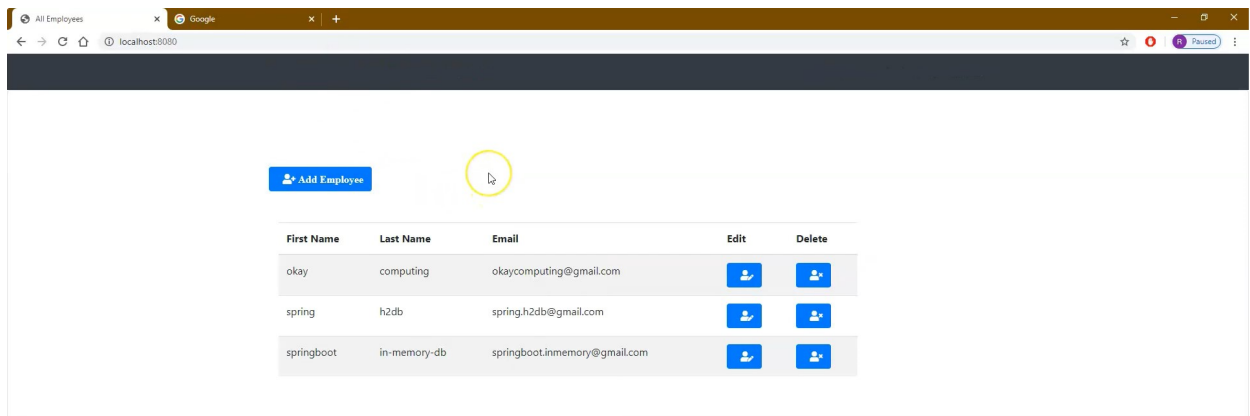 All Employees Google
localhost:8080 R Paused
Add Employee
First Name Last Name Email Edit Delete
okay computing okaycomputing@gmail.com
spring h2db spring.h2db@gmail.com
springboot in-memory-db springboot.inmemory@gmail.com